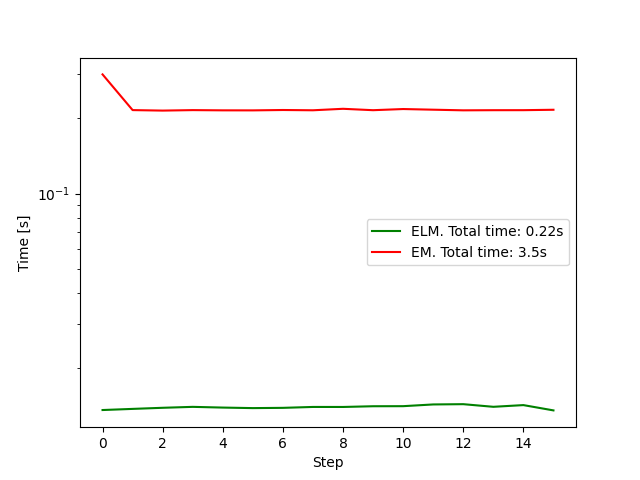 10⁻¹
Time [s]
ELM. Total time: 0.22s
EM. Total time: 3.5s
0 2 4 6 8 10 12 14
Step